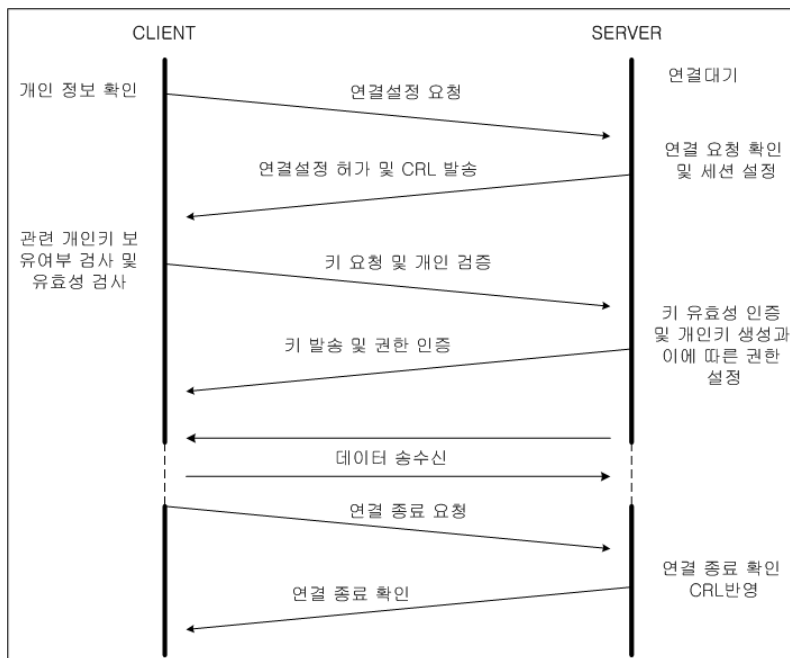 CLIENT
SERVER
연결대기
개인 정보 확인
연결설정 요청
연결 요청 확인
및 세션 설정
연결설정 허가 및 CRL 발송
관련 개인키 보
유여부 검사 및
유효성 검사
키 요청 및 개인 검증
키 유효성 인증
및 개인키 생성과
이에 따른 권한
설정
키 발송 및 권한 인증
데이터 송수신
연결 종료 요청
연결 종료 확인
CRL반영
연결 종료 확인